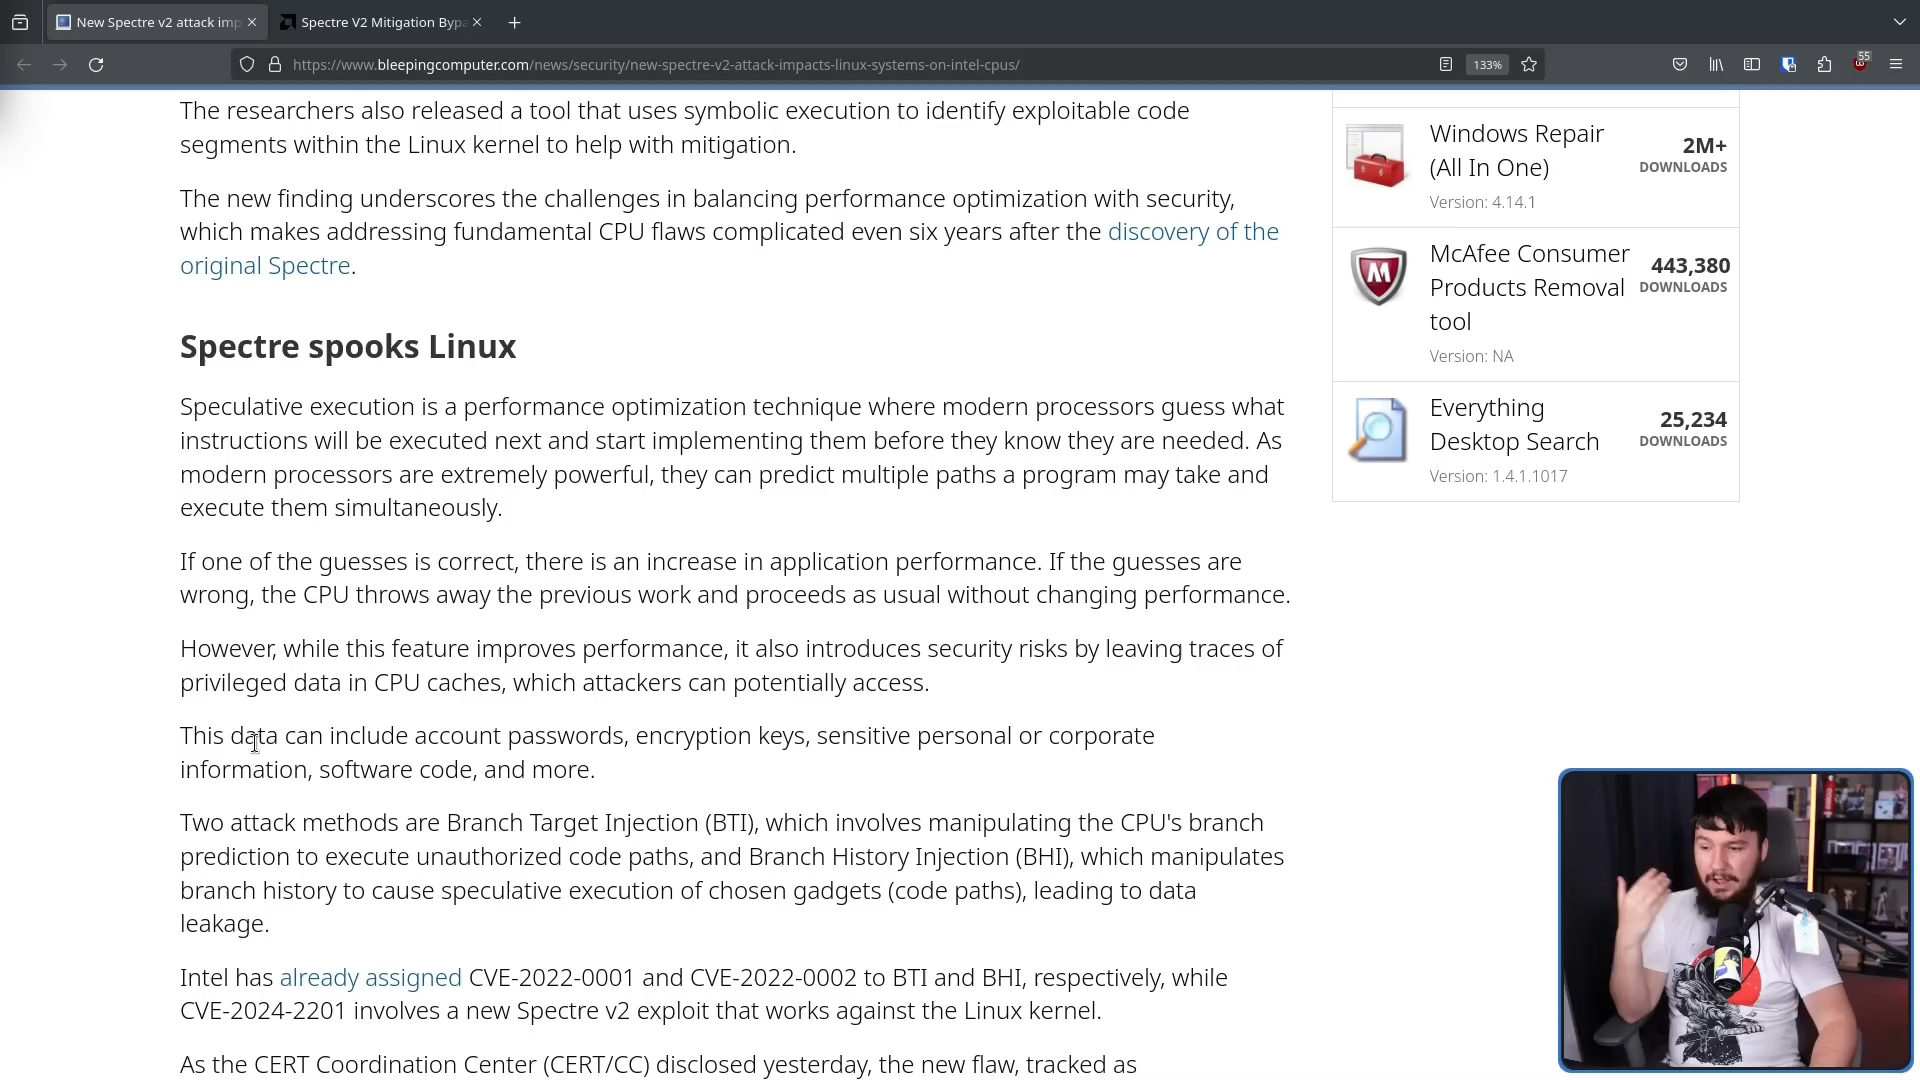 New Spectre v2 attack imp
Spectre V2 Mitigation Byp
https://www.bleepingcomputer.com/news/security/new-spectre-v2-attack-impacts-linux-systems-on-intel-cpus/
133%
55
The researchers also released a tool that uses symbolic execution to identify exploitable code
segments within the Linux kernel to help with mitigation.
The new finding underscores the challenges in balancing performance optimization with security,
which makes addressing fundamental CPU flaws complicated even six years after the discovery of the
original Spectre.
Spectre spooks Linux
Speculative execution is a performance optimization technique where modern processors guess what
instructions will be executed next and start implementing them before they know they are needed. As
modern processors are extremely powerful, they can predict multiple paths a program may take and
execute them simultaneously.
If one of the guesses is correct, there is an increase in application performance. If the guesses are
wrong, the CPU throws away the previous work and proceeds as usual without changing performance.
However, while this feature improves performance, it also introduces security risks by leaving traces of
privileged data in CPU caches, which attackers can potentially access.
This data can include account passwords, encryption keys, sensitive personal or corporate
information, software code, and more.
Two attack methods are Branch Target Injection (BTI), which involves manipulating the CPU's branch
prediction to execute unauthorized code paths, and Branch History Injection (BHI), which manipulates
branch history to cause speculative execution of chosen gadgets (code paths), leading to data
leakage.
Intel has already assigned CVE-2022-0001 and CVE-2022-0002 to BTI and BHI, respectively, while
CVE-2024-2201 involves a new Spectre v2 exploit that works against the Linux kernel.
As the CERT Coordination Center (CERT/CC) disclosed yesterday, the new flaw, tracked as
Windows Repair
(All In One)
Version: 4.14.1
2M+
DOWNLOADS
McAfee Consumer
Products Removal
tool
Version: NA
443,380
DOWNLOADS
Everything
Desktop Search
Version: 1.4.1.1017
25,234
DOWNLOADS